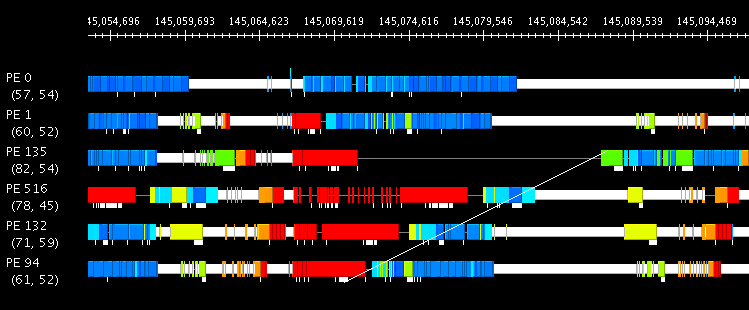 145,054,696 145,059,693 145,064,623 145,069,619 145,074,616 145,079,546 145,084,542 145,089,539 145,094,469
PE 0
(57, 54)
PE 1
(60, 52)
PE 135
(82, 54)
PE 516
(78, 45)
PE 132
(71, 59)
PE 94
(61, 52)